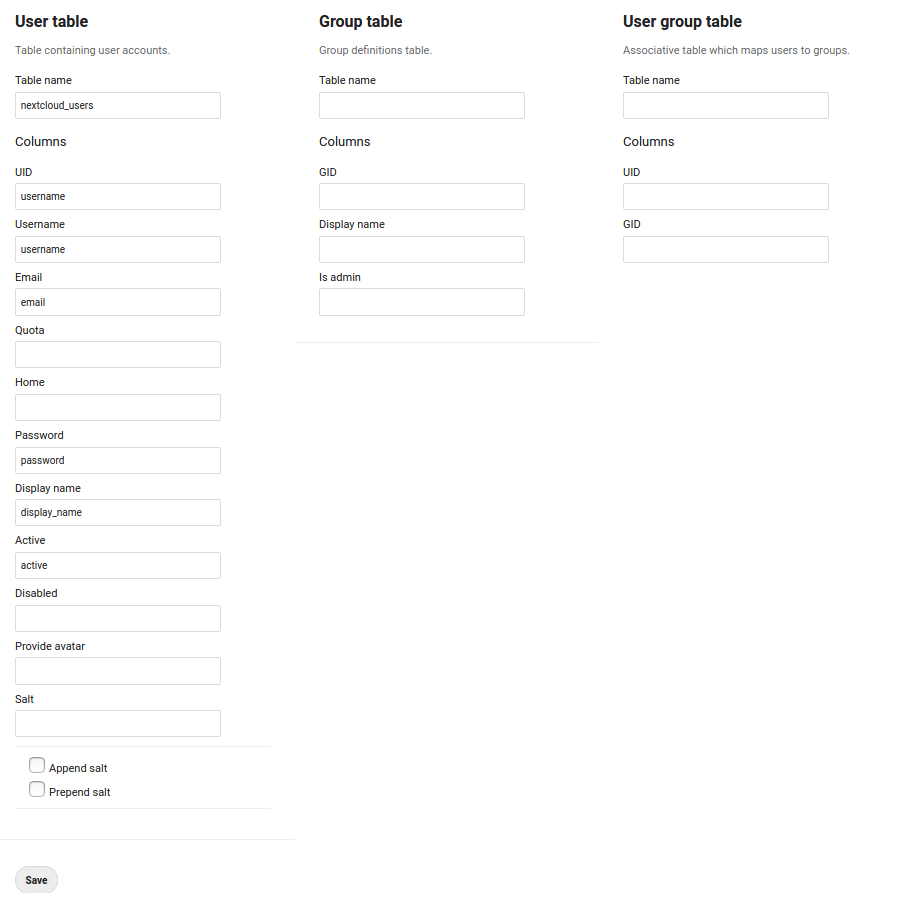 User table
Table containing user accounts.
Table name
nextcloud_users
Columns
UID
username
Username
username
Email
email
Quota
Home
Password
password
Display name
display_name
Active
active
Disabled
Provide avatar
Salt
Append salt
Prepend salt
Save
Group table
Group definitions table.
Table name
Columns
GID
Display name
Is admin
User group table
Associative table which maps users to groups.
Table name
Columns
UID
GID